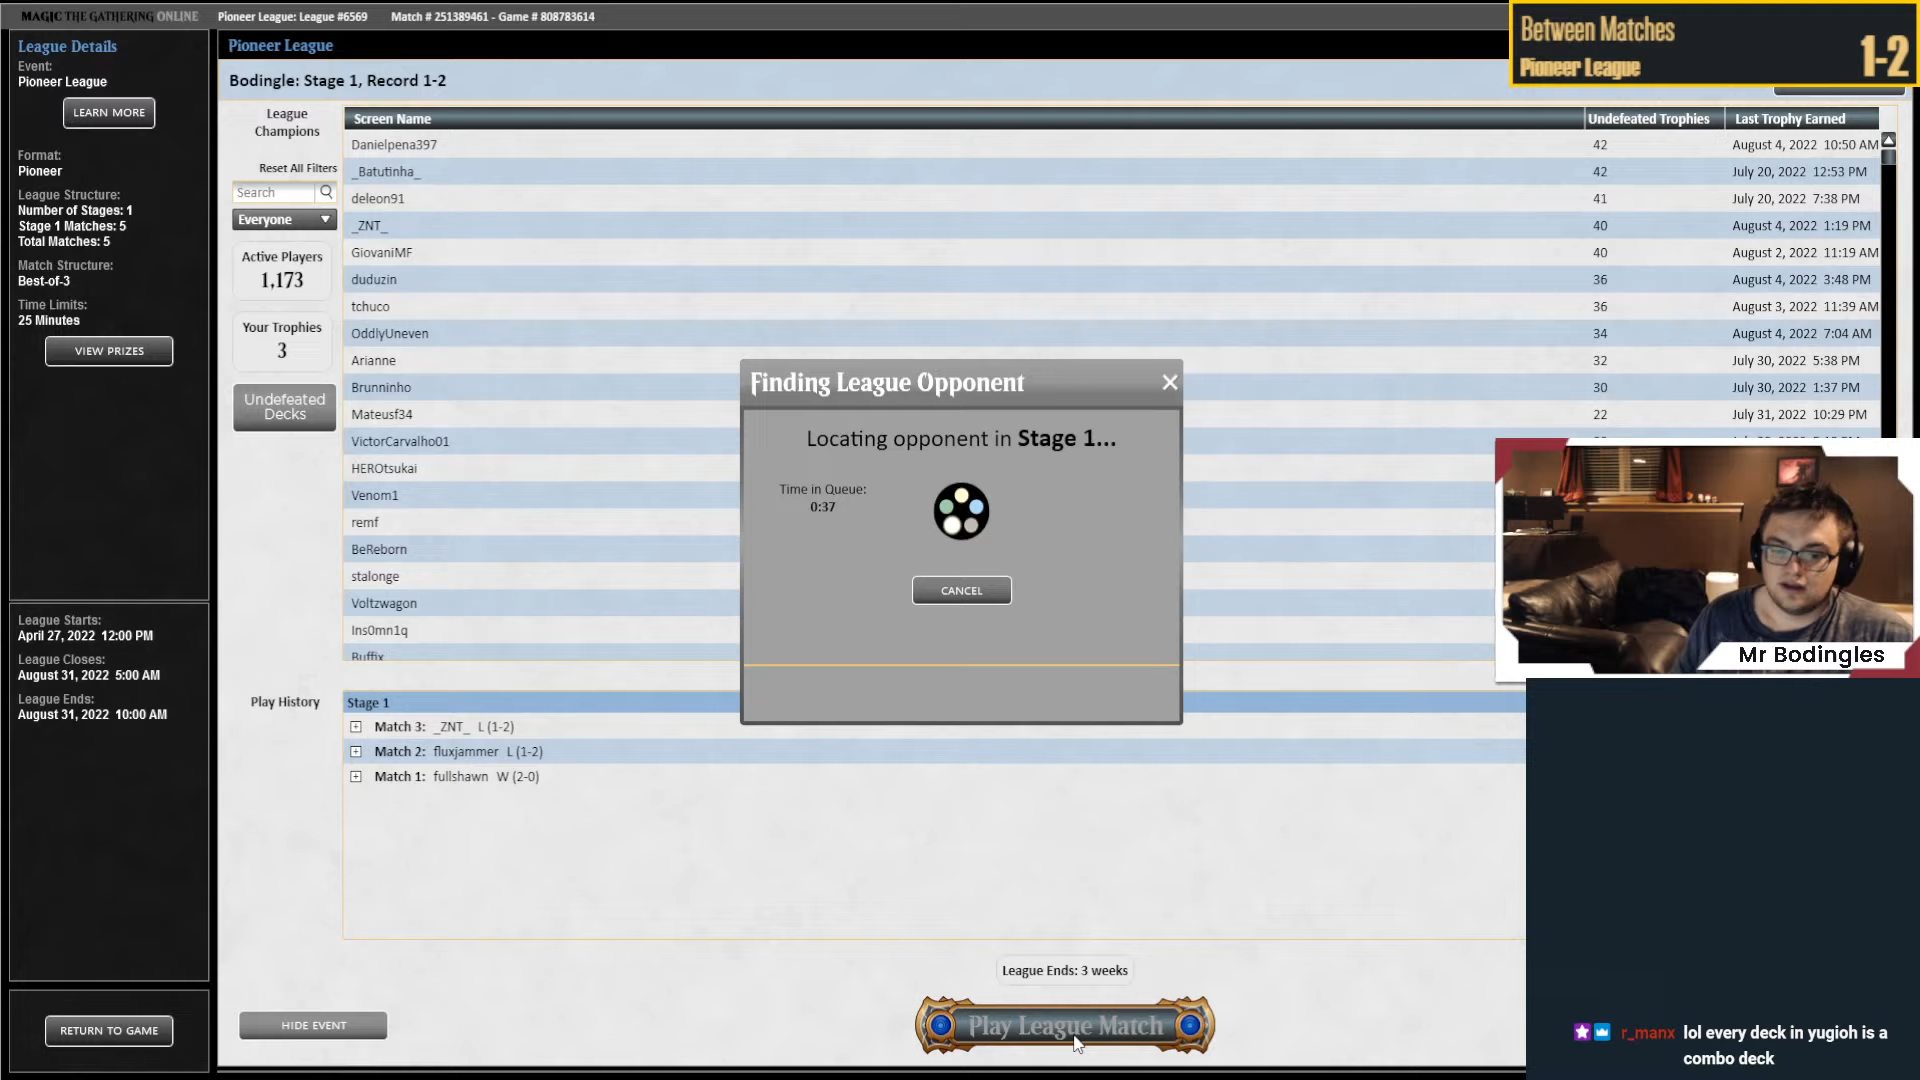 MAGIC THE GATHERING ONLINE
Pioneer League: League #6569
Match # 251389461 - Game # 808783614
Between Matches
Pioneer League
1-2
League Details
Event:
Pioneer League
LEARN MORE
Format:
Pioneer
League Structure:
Number of Stages: 1
Stage 1 Matches: 5
Total Matches: 5
Match Structure:
Best-of-3
Time Limits:
25 Minutes
VIEW PRIZES
League Starts:
April 27, 2022 12:00 PM
League Closes:
August 31, 2022 5:00 AM
League Ends:
August 31, 2022 10:00 AM
RETURN TO GAME
Pioneer League
Bodingle: Stage 1, Record 1-2
League
Champions
Reset All Filters
Search
Everyone
Active Players
1,173
Your Trophies
3
Undefeated
Decks
Screen Name Undefeated Trophies Last Trophy Earned
Danielpena397 42 August 4, 2022 10:50 AM
_Batutinha_ 42 July 20, 2022 12:53 PM
deleon91 41 July 20, 2022 7:38 PM
_ZNT_ 40 August 4, 2022 1:19 PM
GiovaniMF 40 August 2, 2022 11:19 AM
duduzin 36 August 4, 2022 3:48 PM
tchuco 36 August 3, 2022 11:39 AM
OddlyUneven 34 August 4, 2022 7:04 AM
Arianne 32 July 30, 2022 5:38 PM
Brunninho 30 July 30, 2022 1:37 PM
Mateusf34 22 July 31, 2022 10:29 PM
VictorCarvalho01
HEROtsukai
Venom1
remf
BeReborn
stalonge
Voltzwagon
Ins0mn1q
Buffix
Finding League Opponent
Locating opponent in Stage 1...
Time in Queue:
0:37
CANCEL
Mr Bodingles
Play History
Stage 1
Match 3: _ZNT_ L (1-2)
Match 2: fluxjammer L (1-2)
Match 1: fullshawn W (2-0)
League Ends: 3 weeks
HIDE EVENT
Play League Match
r_manx lol every deck in yugioh is a
combo deck